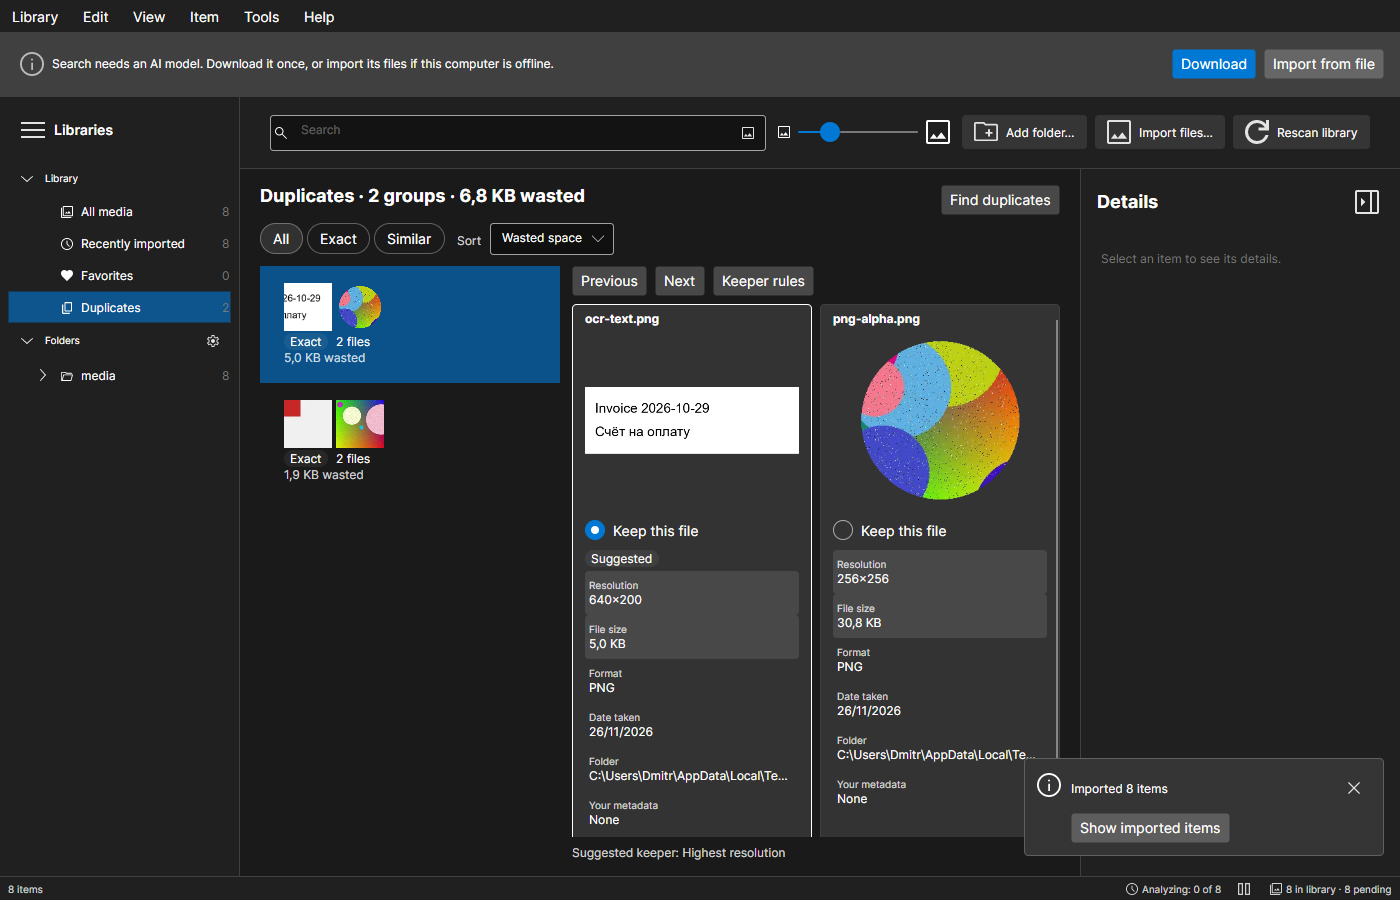 Library Edit View Item Tools Help
Search needs an AI model. Download it once, or import its files if this computer is offline.
Download
Import from file
Libraries
Search
Add folder...
Import files...
Rescan library
Library
All media 8
Recently imported 8
Favorites 0
Duplicates 2
Folders
media 8
Duplicates · 2 groups · 6,8 KB wasted
Find duplicates
All Exact Similar Sort Wasted space
26-10-29
плату
Exact 2 files
5,0 KB wasted
Exact 2 files
1,9 KB wasted
Previous Next Keeper rules
ocr-text.png
Invoice 2026-10-29
Счёт на оплату
Keep this file
Suggested
Resolution
640×200
File size
5,0 KB
Format
PNG
Date taken
26/11/2026
Folder
C:\Users\Dmitr\AppData\Local\Te...
Your metadata
None
png-alpha.png
Keep this file
Resolution
256×256
File size
30,8 KB
Format
PNG
Date taken
26/11/2026
Folder
C:\Users\Dmitr\AppData\Local\Te...
Your metadata
None
Suggested keeper: Highest resolution
Details
Select an item to see its details.
Imported 8 items
Show imported items
8 items
Analyzing: 0 of 8
8 in library · 8 pending